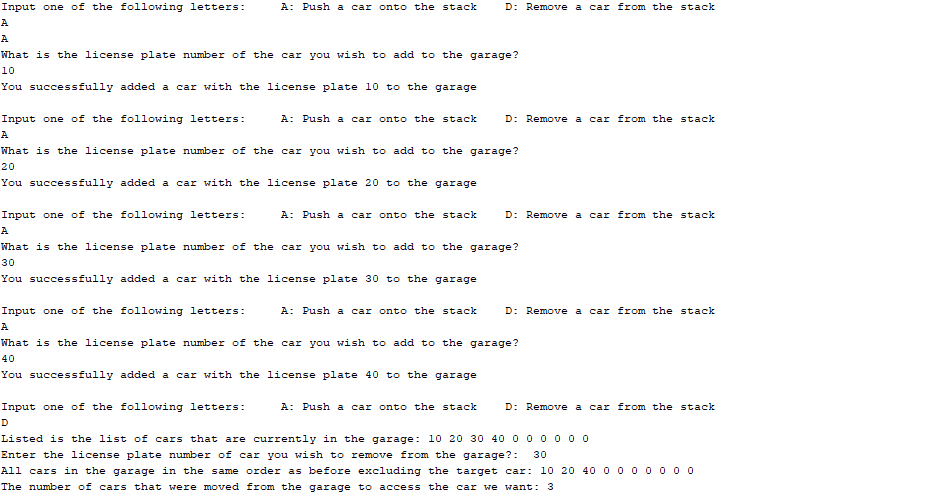 Input one of the following letters:     A: Push a car onto the stack    D: Remove a car from the stack
A
A
What is the license plate number of the car you wish to add to the garage?
10
You successfully added a car with the license plate 10 to the garage
Input one of the following letters:     A: Push a car onto the stack    D: Remove a car from the stack
A
What is the license plate number of the car you wish to add to the garage?
20
You successfully added a car with the license plate 20 to the garage
Input one of the following letters:     A: Push a car onto the stack    D: Remove a car from the stack
A
What is the license plate number of the car you wish to add to the garage?
30
You successfully added a car with the license plate 30 to the garage
Input one of the following letters:     A: Push a car onto the stack    D: Remove a car from the stack
A
What is the license plate number of the car you wish to add to the garage?
40
You successfully added a car with the license plate 40 to the garage
Input one of the following letters:     A: Push a car onto the stack    D: Remove a car from the stack
D
Listed is the list of cars that are currently in the garage: 10 20 30 40 0 0 0 0 0 0
Enter the license plate number of car you wish to remove from the garage?:  30
All cars in the garage in the same order as before excluding the target car: 10 20 40 0 0 0 0 0 0 0
The number of cars that were moved from the garage to access the car we want: 3